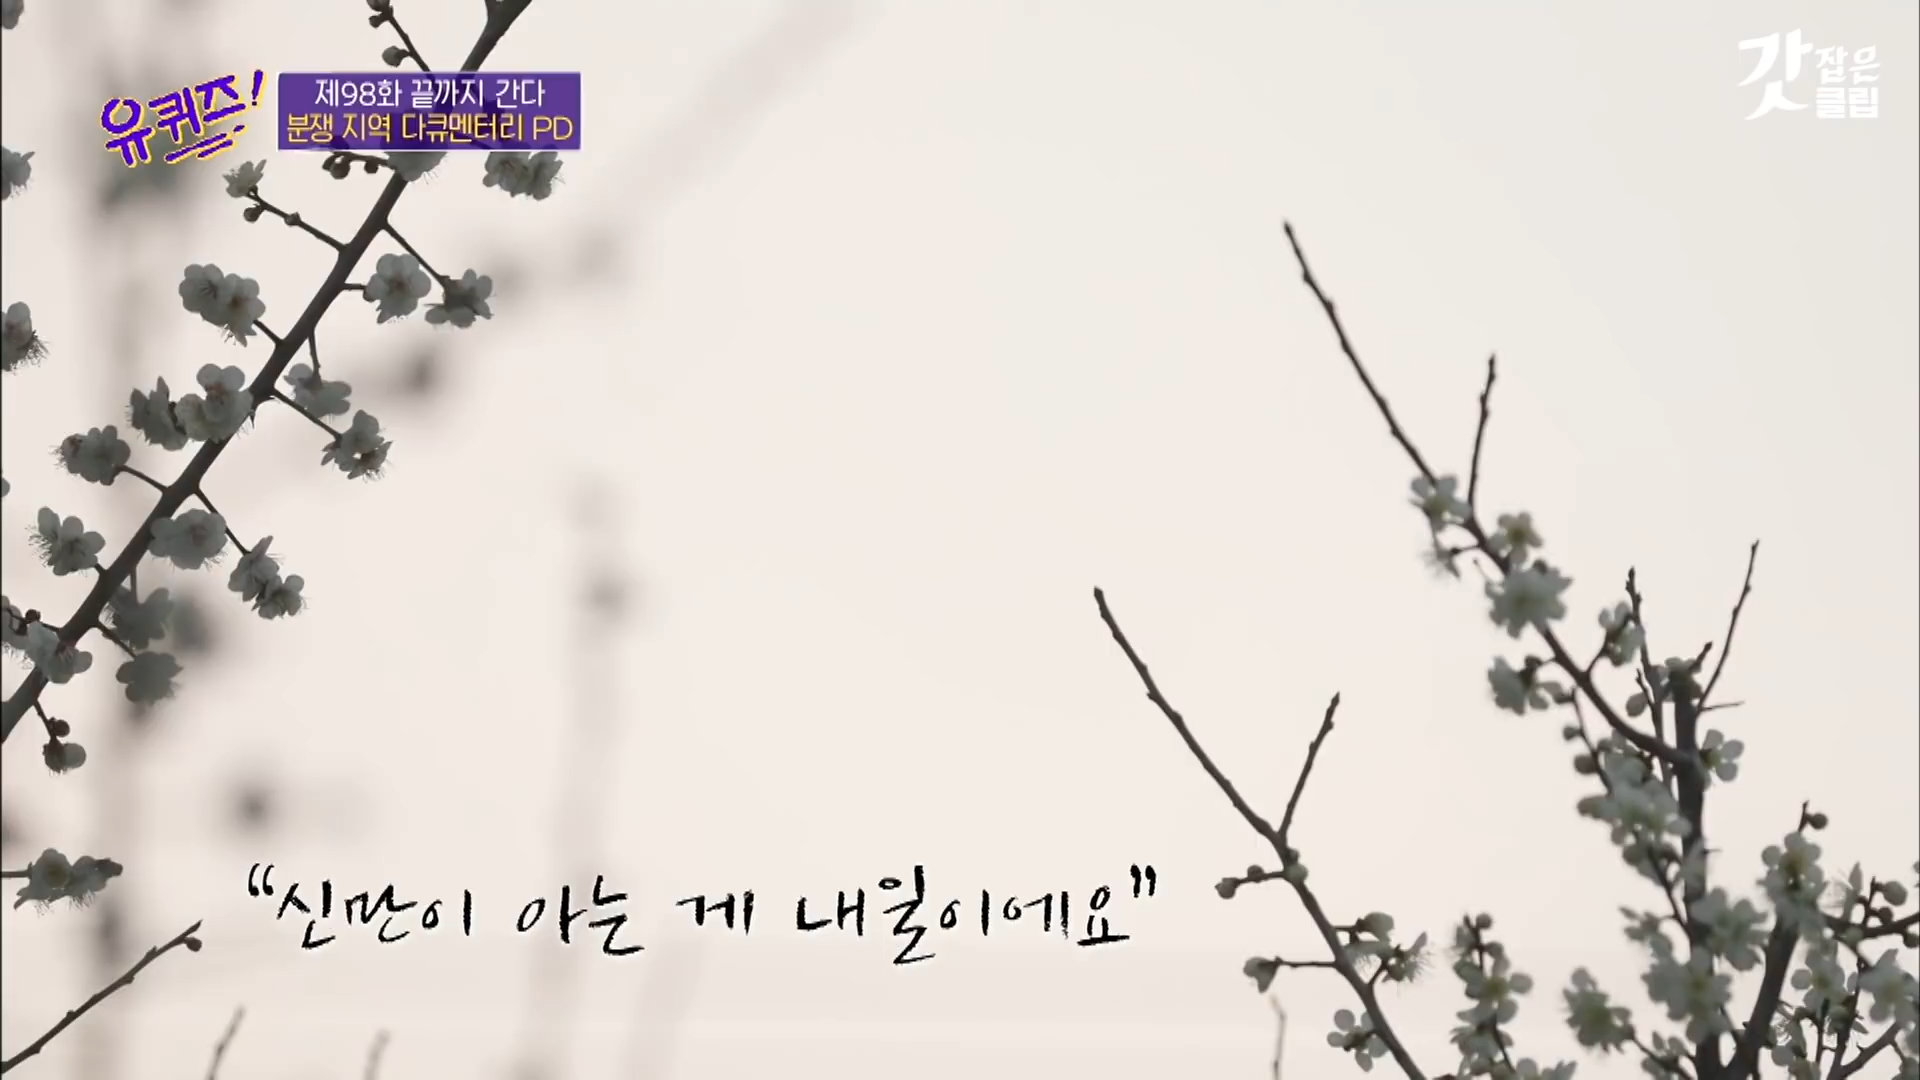 유퀴즈!
제98화 끝까지 간다
분쟁 지역 다큐멘터리 PD
갓 잡은
클립
“신만이 아는 게 내일이에요”